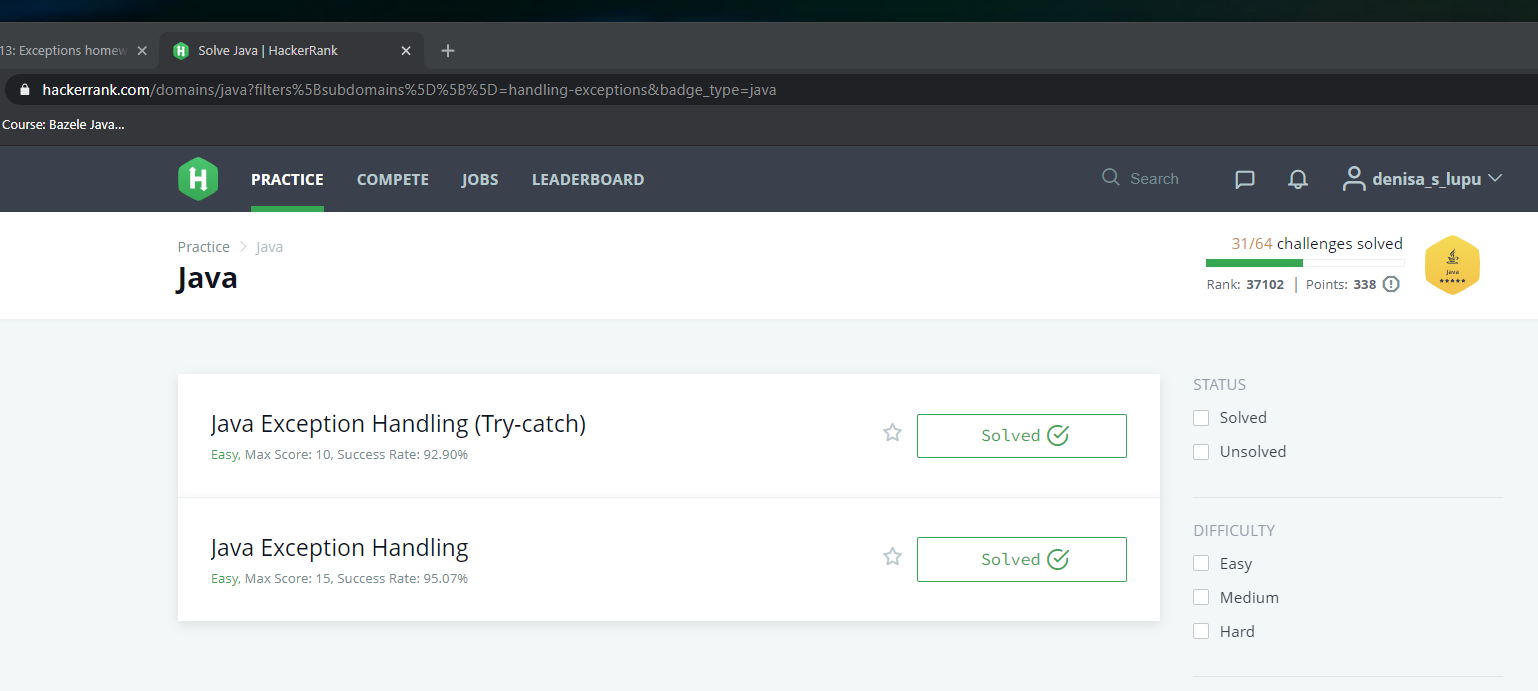 13: Exceptions homew
Solve Java | HackerRank
hackerrank.com/domains/java?filters%5Bsubdomains%5D%5B%5D=handling-exceptions&badge_type=java
Course: Bazele Java...
H PRACTICE COMPETE JOBS LEADERBOARD Search denisa_s_lupu
Practice > Java
Java
31/64 challenges solved
Rank: 37102 | Points: 338
Java
★★★★★
Java Exception Handling (Try-catch)
Easy, Max Score: 10, Success Rate: 92.90%
Solved
Java Exception Handling
Easy, Max Score: 15, Success Rate: 95.07%
Solved
STATUS
Solved
Unsolved
DIFFICULTY
Easy
Medium
Hard